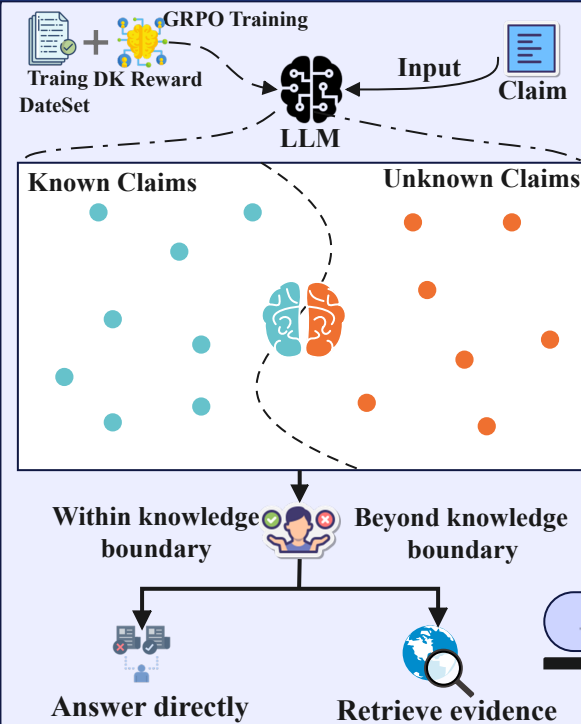 GRPO Training
Traing DK Reward
DateSet
Input
Claim
LLM
Known Claims
Unknown Claims
Within knowledge
boundary
Beyond knowledge
boundary
Answer directly
Retrieve evidence